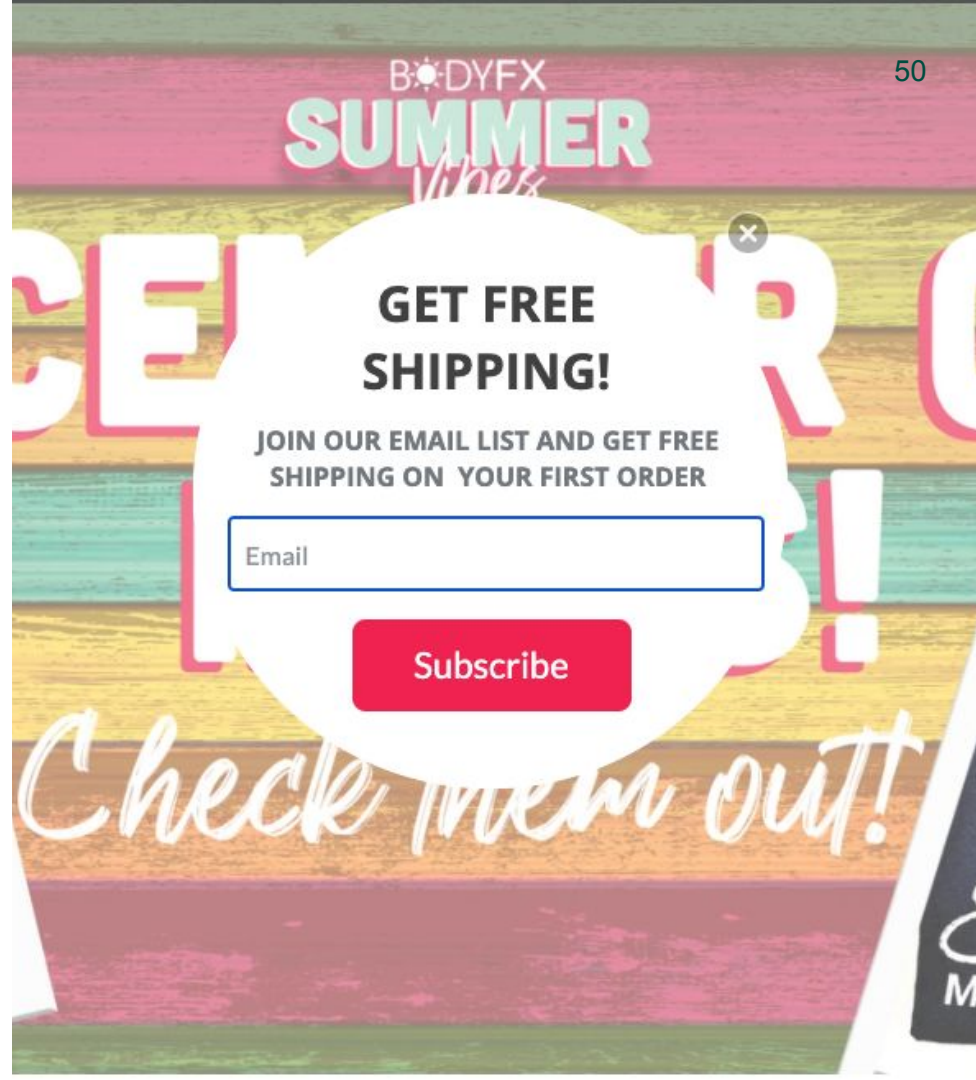 50
BODYFX
SUMMER
Vibes
GET FREE
SHIPPING!
JOIN OUR EMAIL LIST AND GET FREE
SHIPPING ON YOUR FIRST ORDER
Email
Subscribe
Check them out!